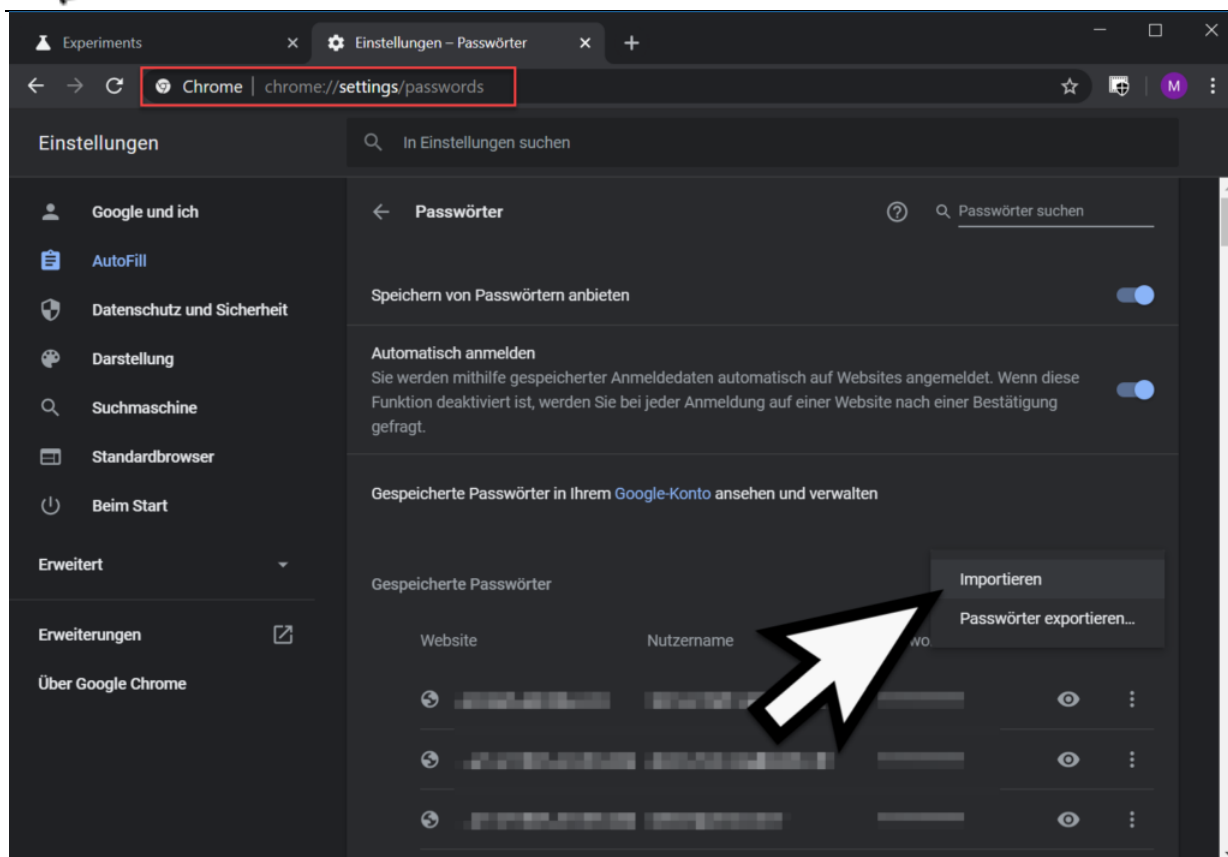 Experiments
Einstellungen – Passwörter
Chrome | chrome://settings/passwords
M
Einstellungen
In Einstellungen suchen
Google und ich
Passwörter
Passwörter suchen
AutoFill
Speichern von Passwörtern anbieten
Datenschutz und Sicherheit
Darstellung
Automatisch anmelden
Sie werden mithilfe gespeicherter Anmeldedaten automatisch auf Websites angemeldet. Wenn diese
Funktion deaktiviert ist, werden Sie bei jeder Anmeldung auf einer Website nach einer Bestätigung
gefragt.
Suchmaschine
Standardbrowser
Gespeicherte Passwörter in Ihrem Google-Konto ansehen und verwalten
Beim Start
Erweitert
Gespeicherte Passwörter
Importieren
Passwörter exportieren...
Website
Nutzername
Erweiterungen
Über Google Chrome